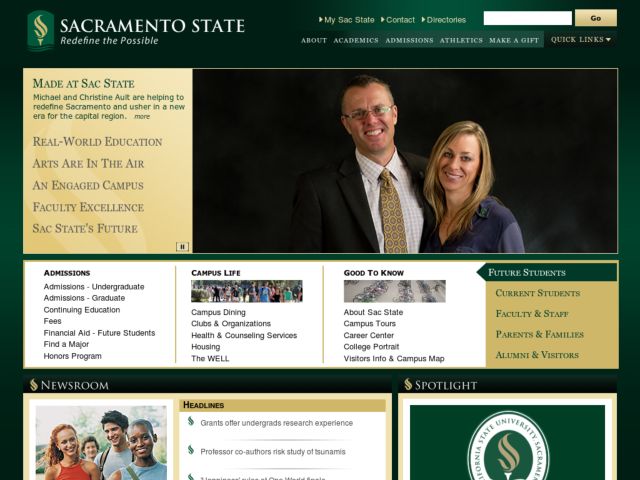 SACRAMENTO STATE
Redefine the Possible
My Sac State
Contact
Directories
Go
ABOUT ACADEMICS ADMISSIONS ATHLETICS MAKE A GIFT QUICK LINKS
MADE AT SAC STATE
Michael and Christine Ault are helping to
redefine Sacramento and usher in a new
era for the capital region. more
REAL-WORLD EDUCATION
ARTS ARE IN THE AIR
AN ENGAGED CAMPUS
FACULTY EXCELLENCE
SAC STATE'S FUTURE
ADMISSIONS
Admissions - Undergraduate
Admissions - Graduate
Continuing Education
Fees
Financial Aid - Future Students
Find a Major
Honors Program
CAMPUS LIFE
Campus Dining
Clubs & Organizations
Health & Counseling Services
Housing
The WELL
GOOD TO KNOW
About Sac State
Campus Tours
Career Center
College Portrait
Visitors Info & Campus Map
FUTURE STUDENTS
CURRENT STUDENTS
FACULTY & STAFF
PARENTS & FAMILIES
ALUMNI & VISITORS
NEWSROOM
HEADLINES
Grants offer undergrads research experience
Professor co-authors risk study of tsunamis
'Happiness' rules at One World finale
SPOTLIGHT
CALIFORNIA STATE UNIVERSITY SACRAMENTO